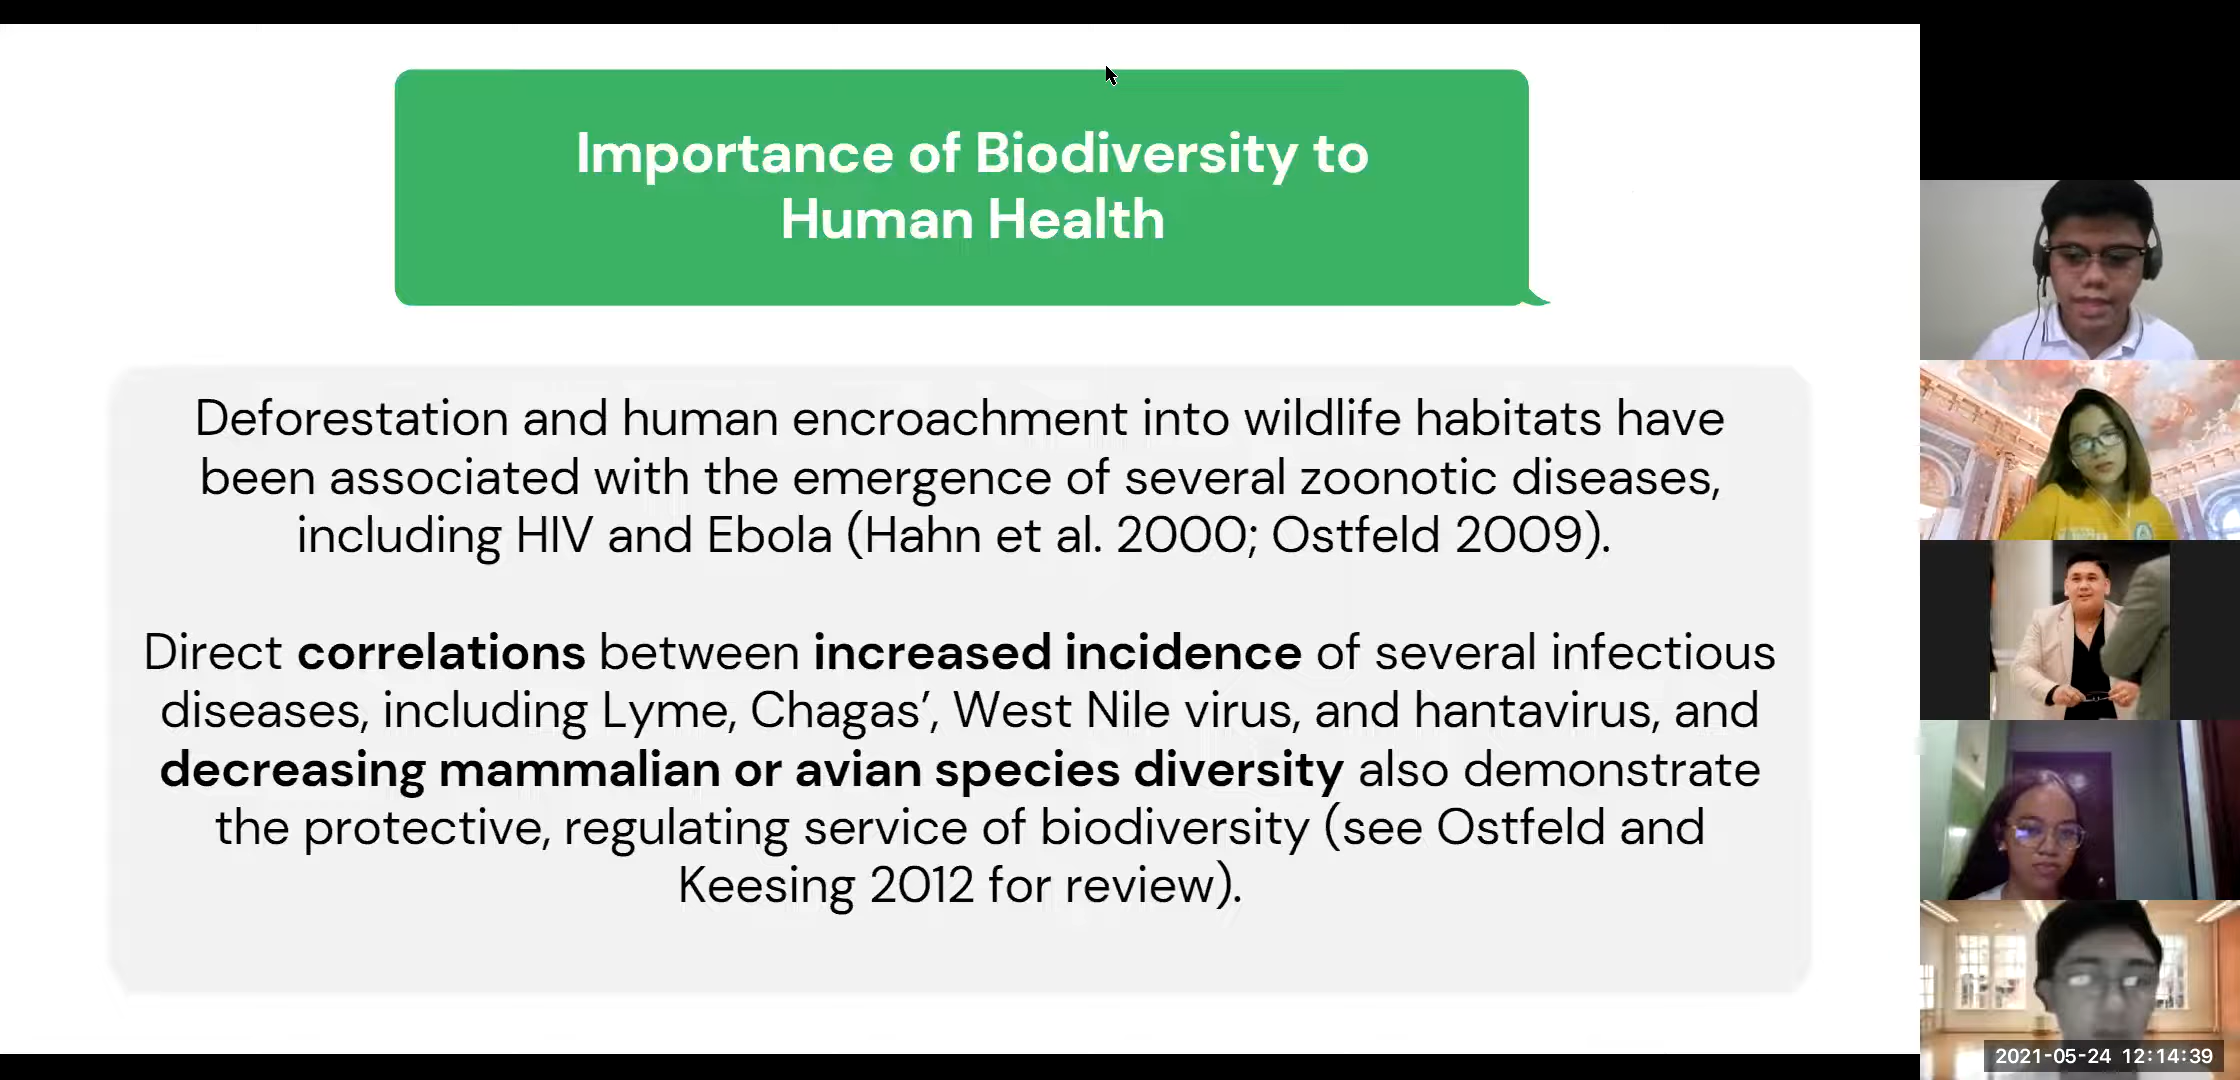 Importance of Biodiversity to
Human Health
Deforestation and human encroachment into wildlife habitats have
been associated with the emergence of several zoonotic diseases,
including HIV and Ebola (Hahn et al. 2000; Ostfeld 2009).
Direct correlations between increased incidence of several infectious
diseases, including Lyme, Chagas’, West Nile virus, and hantavirus, and
decreasing mammalian or avian species diversity also demonstrate
the protective, regulating service of biodiversity (see Ostfeld and
Keesing 2012 for review).
2021-05-24 12:14:39